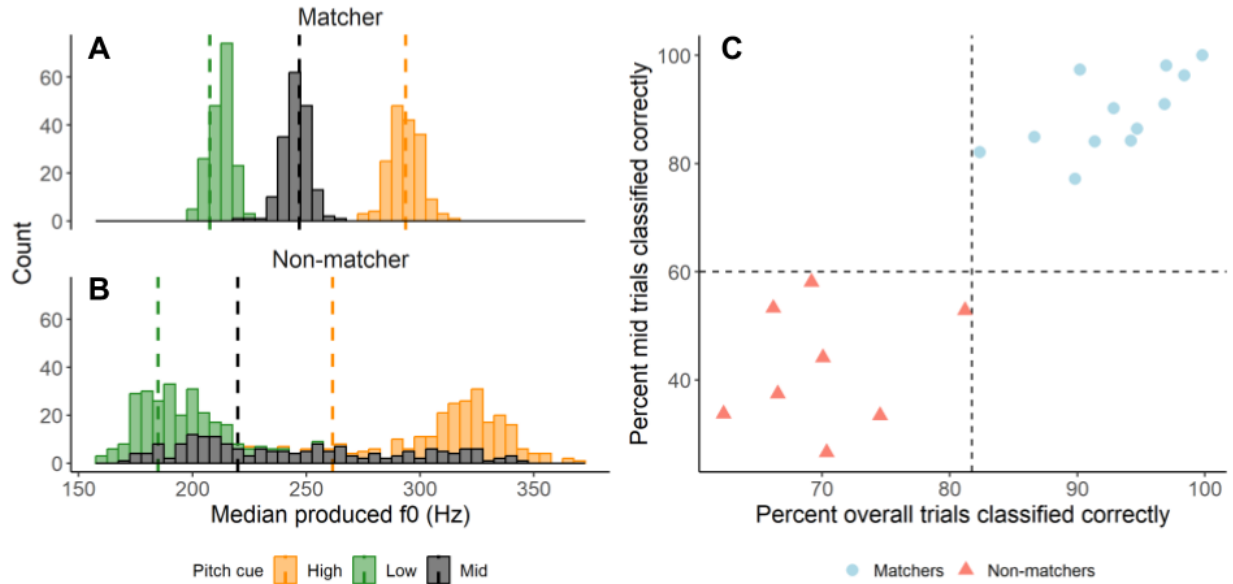 Matcher
A
60
40
20
0
Count
Non-matcher
B
60
40
20
0
150 200 250 300 350
Median produced f0 (Hz)
Pitch cue High Low Mid
C
Percent mid trials classified correctly
100
80
60
40
70 80 90 100
Percent overall trials classified correctly
Matchers Non-matchers